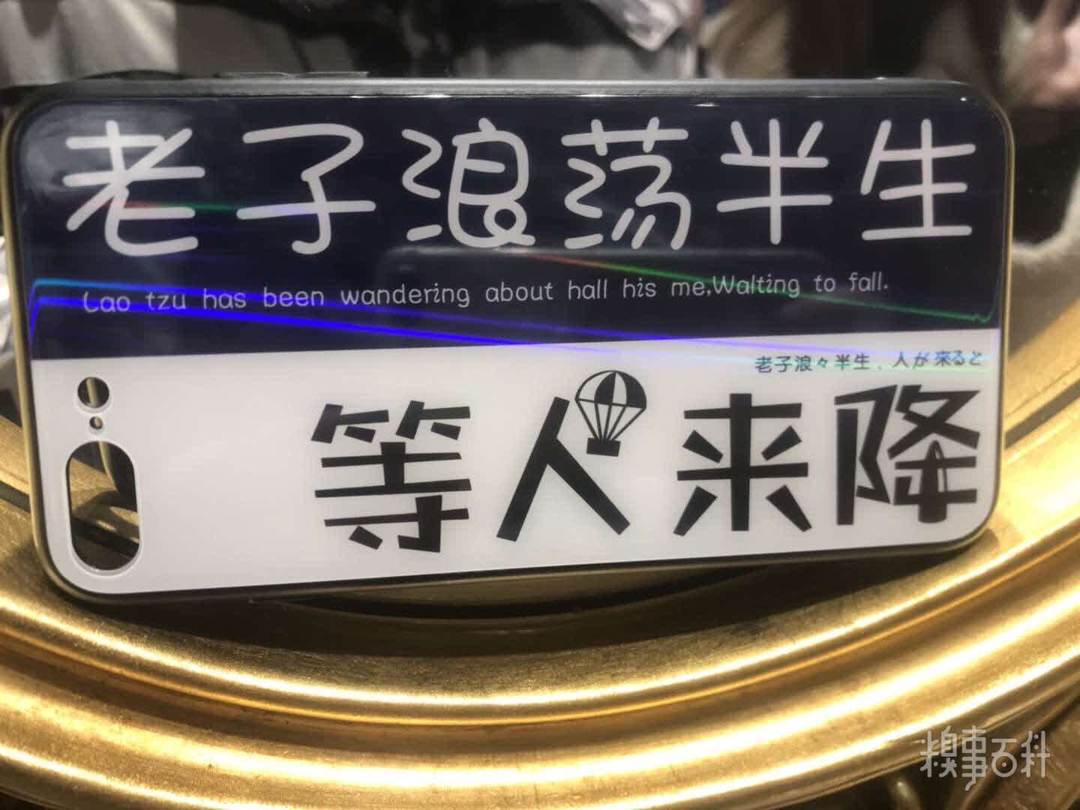 老子浪荡半生
Lao tzu has been wandering about hall his me,Walting to fall.
老子浪々半生、人が来ると
等人来降
糗事百科